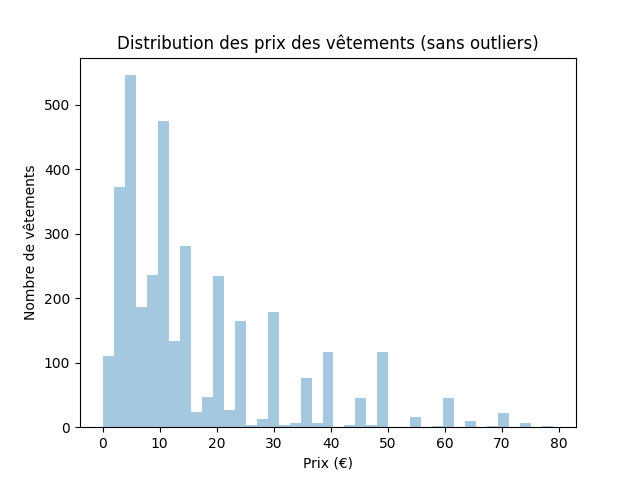 Distribution des prix des vêtements (sans outliers)
500
400
300
200
100
0
Nombre de vêtements
0 10 20 30 40 50 60 70 80
Prix (€)